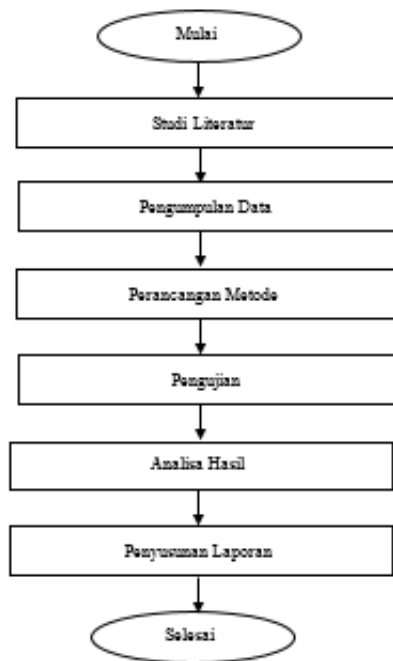 Mulai
Studi Literatur
Pengumpulan Data
Perancangan Metode
Pengujian
Analisa Hasil
Penyusunan Laporan
Selesai